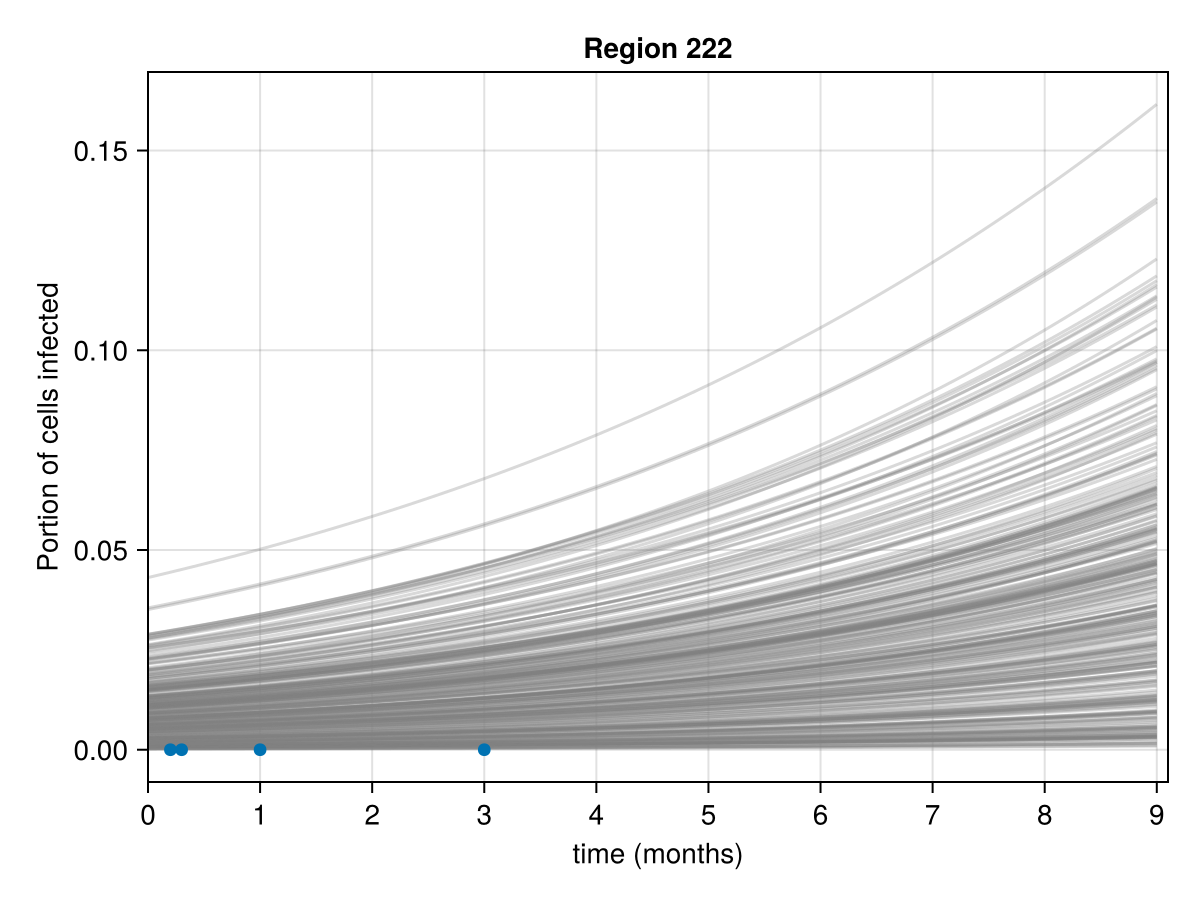 Region 222
Portion of cells infected
0.15
0.10
0.05
0.00
0 1 2 3 4 5 6 7 8 9
time (months)